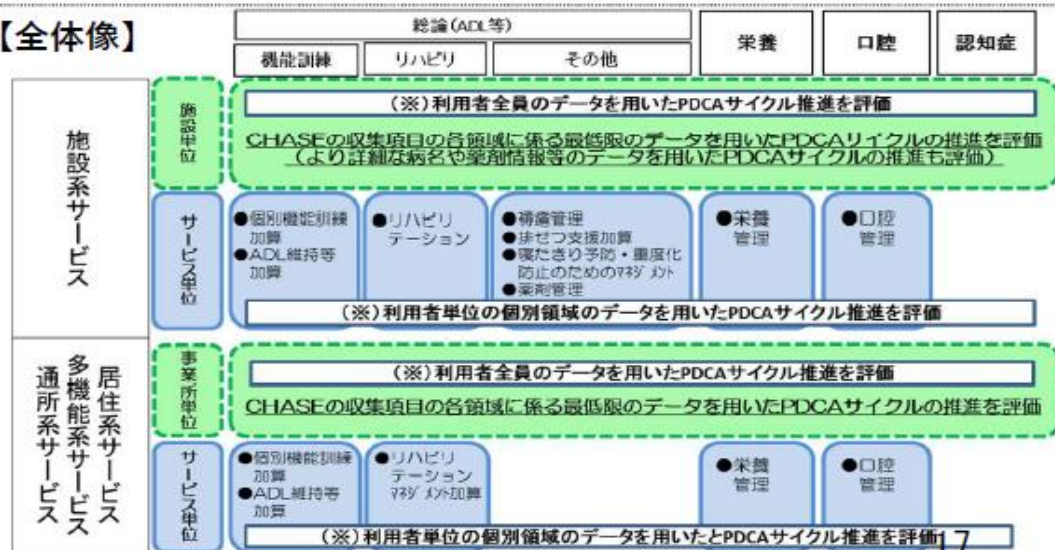 【全体像】
総論(ADL等)
機能訓練
リハビリ
その他
栄養
口腔
認知症
施設系サービス
施設単位
(※)利用者全員のデータを用いたPDCAサイクル推進を評価
CHASEの収集項目の各領域に係る最低限のデータを用いたPDCAサイクルの推進を評価
(より詳細な病名や薬剤情報等のデータを用いたPDCAサイクルの推進も評価)
サービス単位
●個別機能訓練
加算
●ADL維持等
加算
●リハビリ
テーション
●褥瘡管理
●排せつ支援加算
●寝たきり予防・重度化
防止のためのマネジメント
●薬剤管理
●栄養
管理
●口腔
管理
(※)利用者単位の個別領域のデータを用いたPDCAサイクル推進を評価
居住系サービス
多機能系サービス
通所系サービス
事業所単位
(※)利用者全員のデータを用いたPDCAサイクル推進を評価
CHASEの収集項目の各領域に係る最低限のデータを用いたPDCAサイクルの推進を評価
サービス単位
●個別機能訓練
加算
●ADL維持等
加算
●リハビリ
テーション
マネジメント加算
●栄養
管理
●口腔
管理
(※)利用者単位の個別領域のデータを用いたとPDCAサイクル推進を評価
17